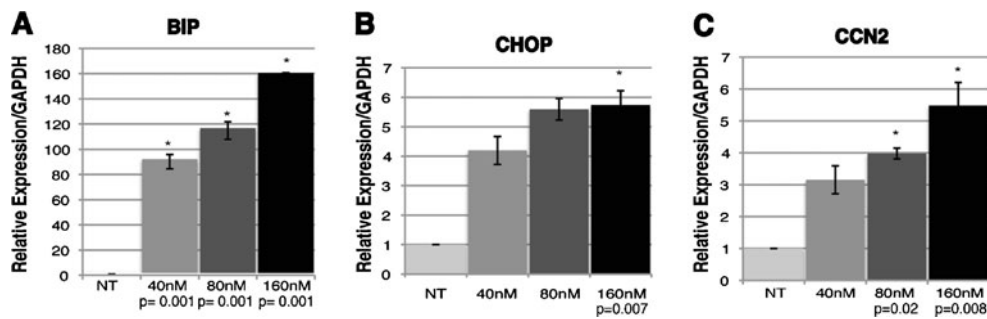 A
BIP
Relative Expression/GAPDH
180
160
140
120
100
80
60
40
20
0
*
*
*
NT 40nM 80nM 160nM
p= 0.001 p= 0.001 p= 0.001
B
CHOP
Relative Expression/GAPDH
7
6
5
4
3
2
1
0
*
NT 40nM 80nM 160nM
p=0.007
C
CCN2
Relative Expression/GAPDH
7
6
5
4
3
2
1
0
*
*
NT 40nM 80nM 160nM
p=0.02 p=0.008